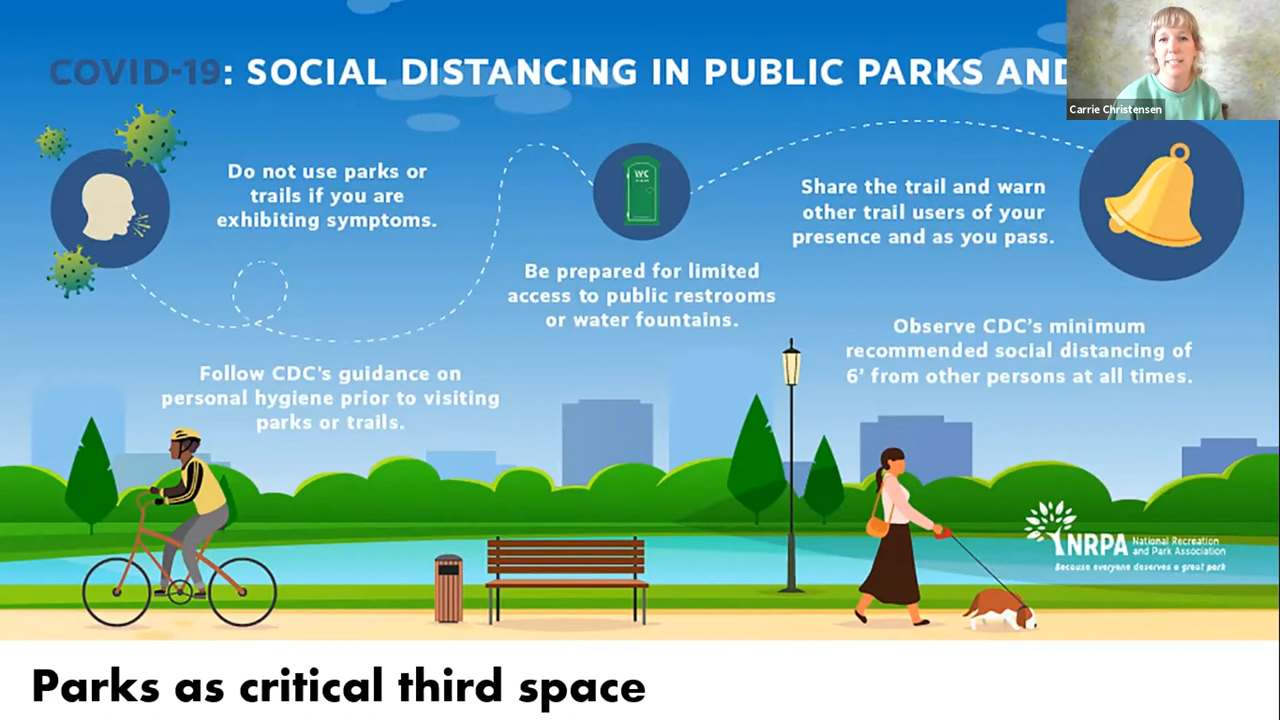 COVID-19: SOCIAL DISTANCING IN PUBLIC PARKS AND
Carrie Christensen
Do not use parks or
trails if you are
exhibiting symptoms.
WC
Be prepared for limited
access to public restrooms
or water fountains.
Share the trail and warn
other trail users of your
presence and as you pass.
Follow CDC's guidance on
personal hygiene prior to visiting
parks or trails.
Observe CDC's minimum
recommended social distancing of
6' from other persons at all times.
NRPA National Recreation
and Park Association
Because everyone deserves a great park
Parks as critical third space